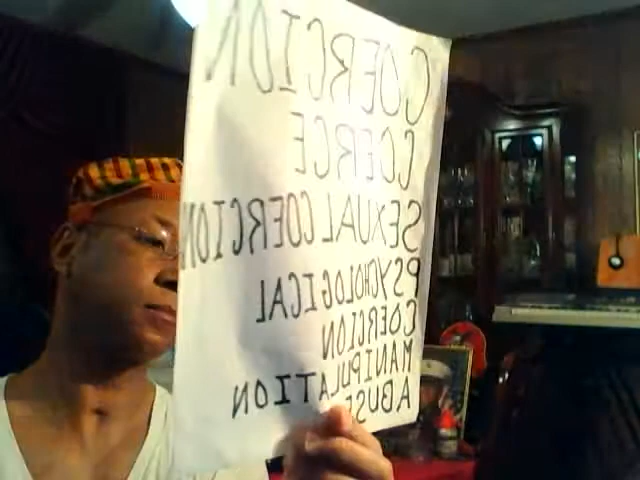 COERCION
COERCE
SEXUAL COERCION
PSYCHOLOGICAL
COERCION
MANIPULATION
ABUSE